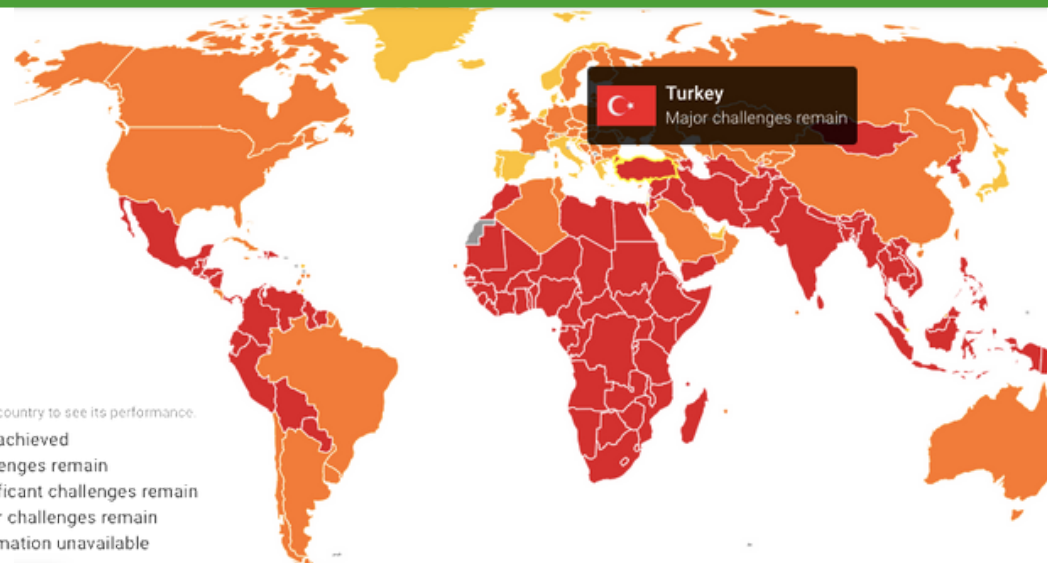 Turkey
Major challenges remain
country to see its performance.
achieved
enges remain
ficant challenges remain
r challenges remain
mation unavailable